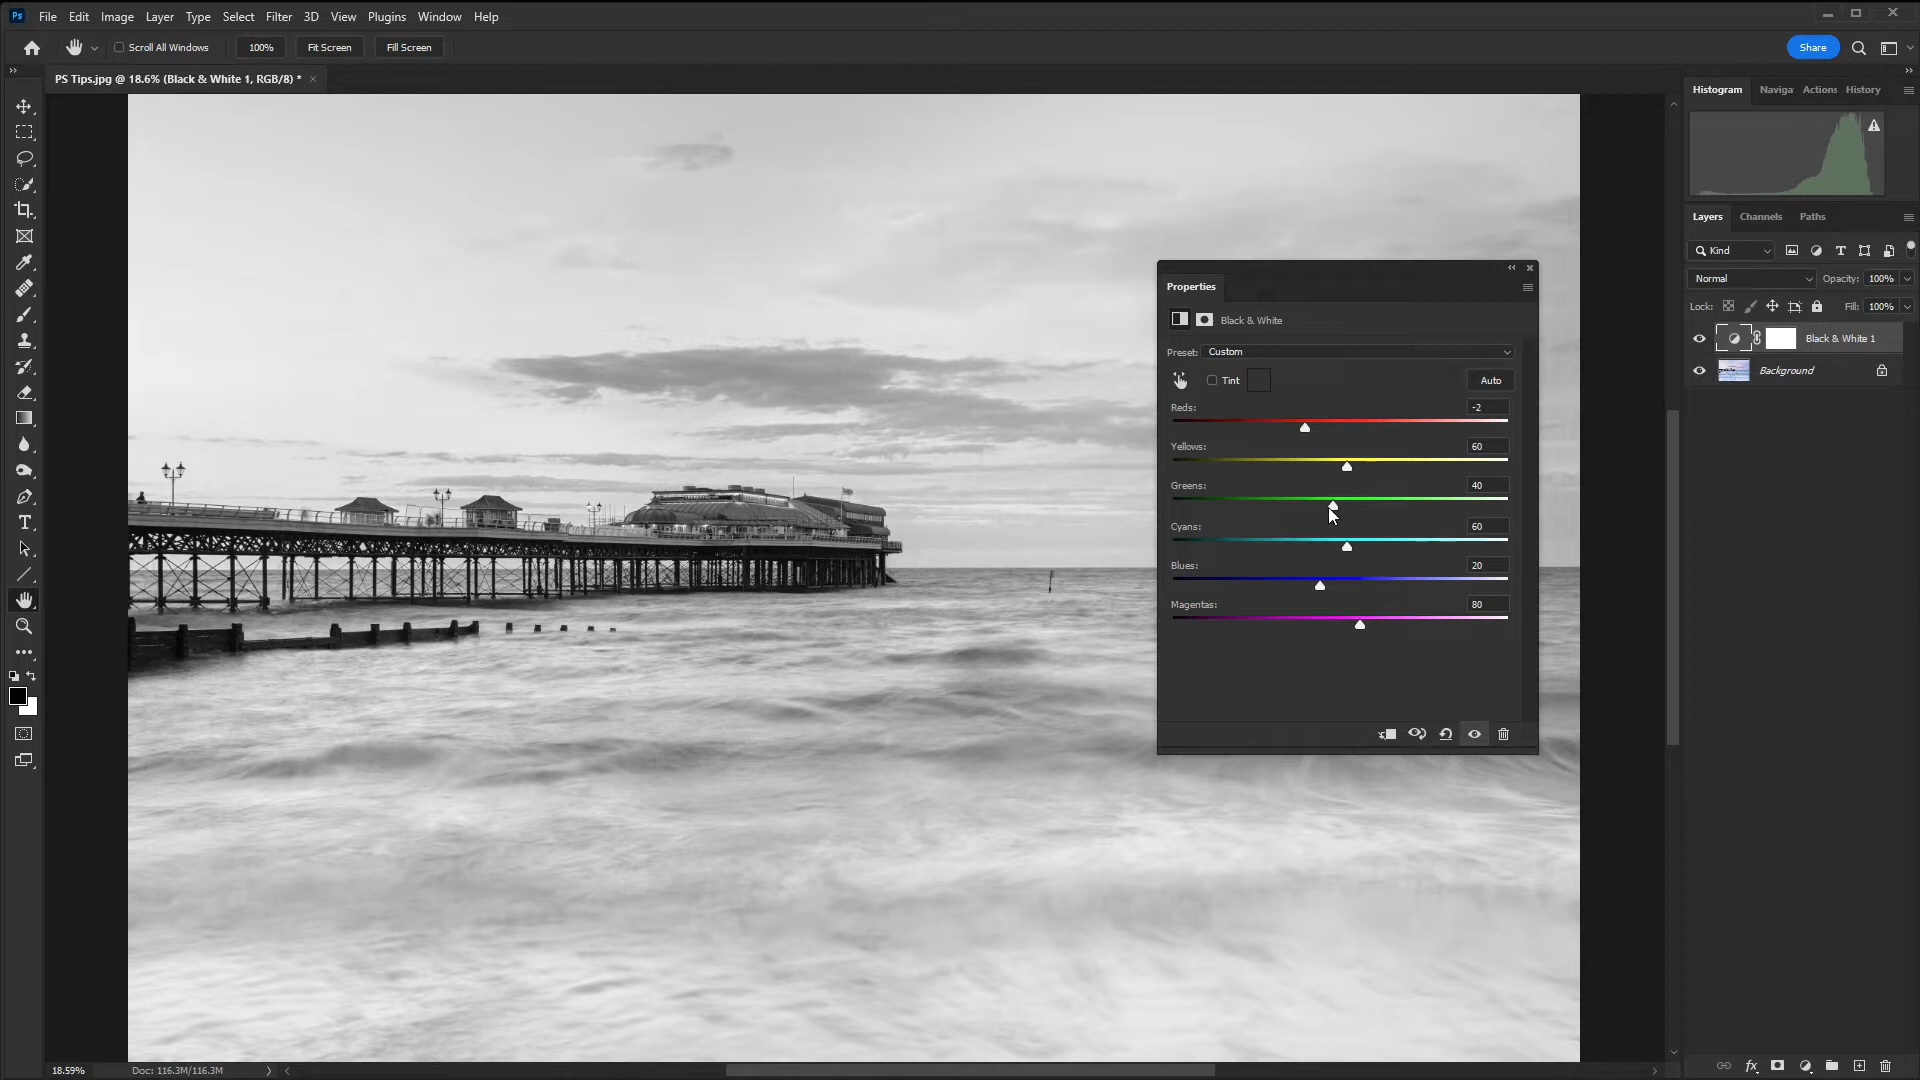 Ps File Edit Image Layer Type Select Filter 3D View Plugins Window Help
Scroll All Windows 100% Fit Screen Fill Screen Share
PS Tips.jpg @ 18.6% (Black & White 1, RGB/8) *
Histogram Naviga Actions History
Layers Channels Paths
Kind
Normal Opacity: 100%
Lock: Fill: 100%
Black & White 1
Background
Properties
Black & White
Preset: Custom
Tint Auto
Reds: -2
Yellows: 60
Greens: 40
Cyans: 60
Blues: 20
Magentas: 80
18.59% Doc: 116.3M/116.3M